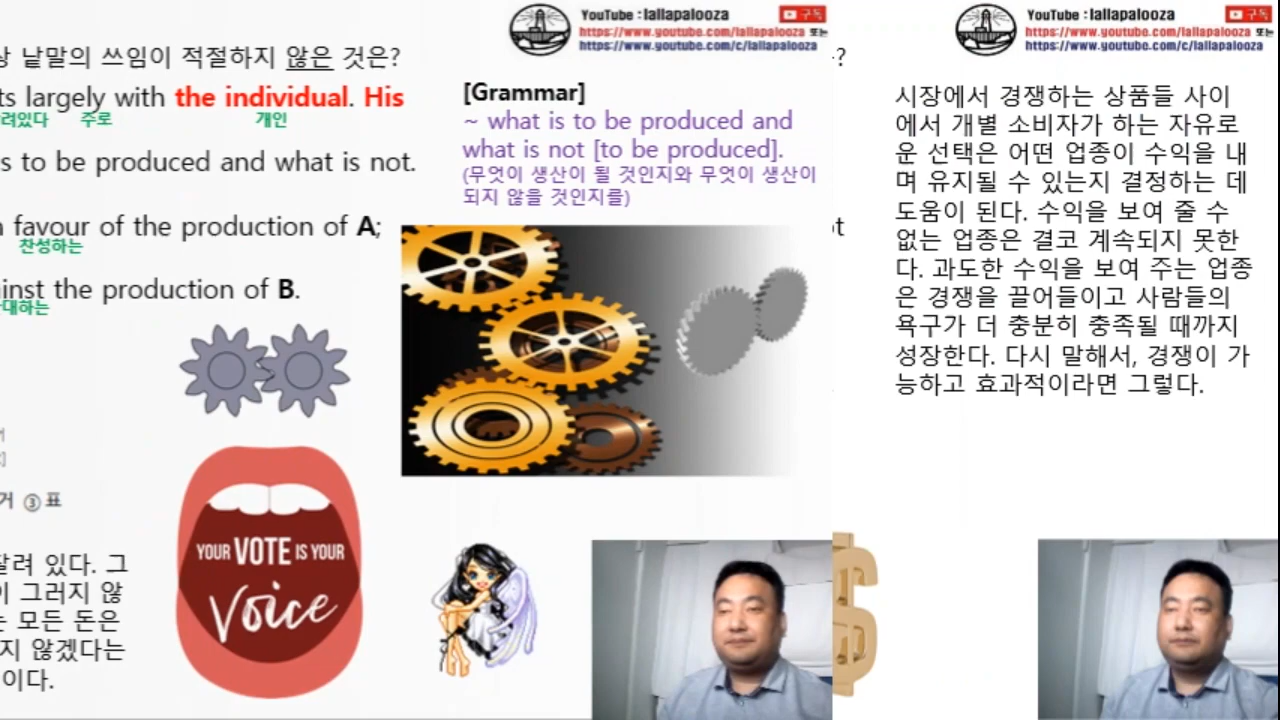 YouTube : lallapalooza
구독
https://www.youtube.com/lallapalooza 또는
https://www.youtube.com/c/lallapalooza
상 낱말의 쓰임이 적절하지 않은 것은?
largely with the individual. His
주로
개인
to be produced and what is not.
favour of the production of A;
찬성하는
the production of B.
③ 표
있다. 그
그러지 않
모든 돈은
않겠다는
이다.
[Grammar]
~ what is to be produced and
what is not [to be produced].
(무엇이 생산이 될 것인지와 무엇이 생산이
되지 않을 것인지를)
YOUR VOTE IS YOUR
Voice
YouTube : lallapalooza
구독
https://www.youtube.com/lallapalooza 또는
https://www.youtube.com/c/lallapalooza
시장에서 경쟁하는 상품들 사이
에서 개별 소비자가 하는 자유로
운 선택은 어떤 업종이 수익을 내
며 유지될 수 있는지 결정하는 데
도움이 된다. 수익을 보여 줄 수
없는 업종은 결코 계속되지 못한
다. 과도한 수익을 보여 주는 업종
은 경쟁을 끌어들이고 사람들의
욕구가 더 충분히 충족될 때까지
성장한다. 다시 말해서, 경쟁이 가
능하고 효과적이라면 그렇다.